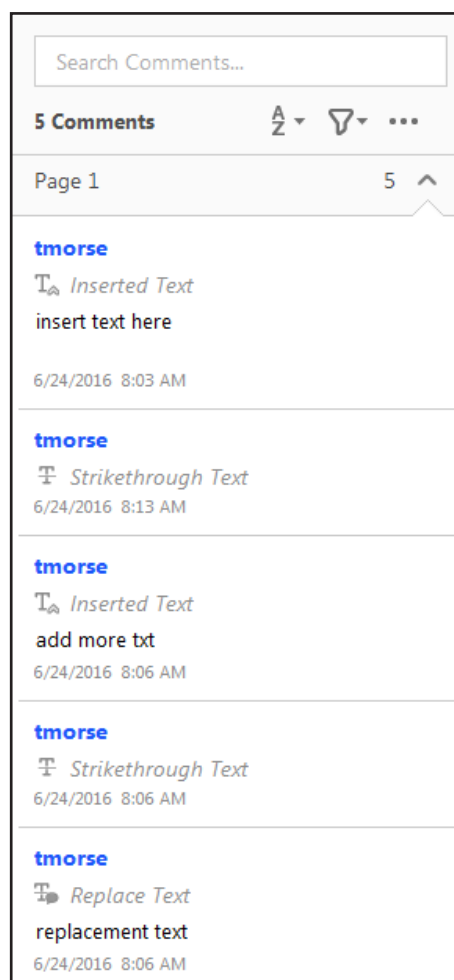 Search Comments...
5 Comments
Page 1 5
tmorse
Inserted Text
insert text here
6/24/2016 8:03 AM
tmorse
Strikethrough Text
6/24/2016 8:13 AM
tmorse
Inserted Text
add more txt
6/24/2016 8:06 AM
tmorse
Strikethrough Text
6/24/2016 8:06 AM
tmorse
Replace Text
replacement text
6/24/2016 8:06 AM